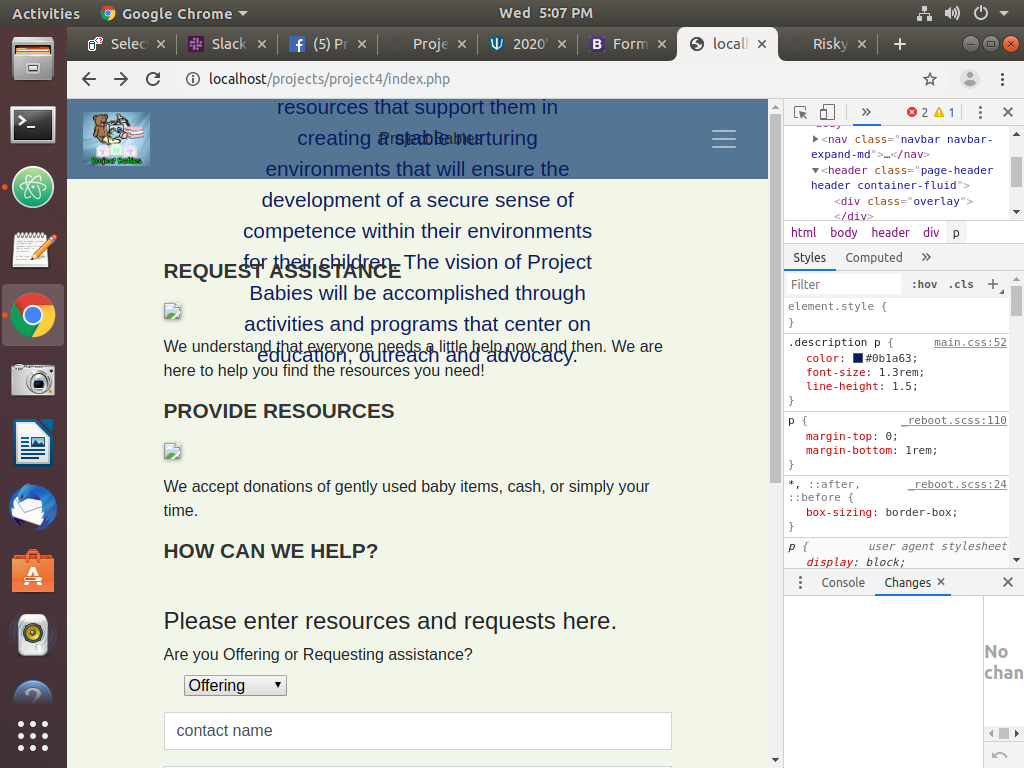 Activities
Google Chrome
Wed 5:07 PM
Selec
Slack
(5) Pr
Proje
2020
Form
local
Risky
localhost/projects/project4/index.php
resources that support them in
creating a stable nurturing
Project Babies
environments that will ensure the
development of a secure sense of
competence within their environments
for their children. The vision of Project
Babies will be accomplished through
activities and programs that center on
education, outreach and advocacy.
REQUEST ASSISTANCE
We understand that everyone needs a little help now and then. We are
here to help you find the resources you need!
PROVIDE RESOURCES
We accept donations of gently used baby items, cash, or simply your
time.
HOW CAN WE HELP?
Please enter resources and requests here.
Are you Offering or Requesting assistance?
Offering
contact name
2 1
<nav class="navbar navbar-
expand-md">…</nav>
<header class="page-header
header container-fluid">
<div class="overlay">
</div>
html body header div p
Styles Computed
Filter :hov .cls
element.style {
}
.description p { main.css:52
color: #0b1a63;
font-size: 1.3rem;
line-height: 1.5;
}
p { _reboot.scss:110
margin-top: 0;
margin-bottom: 1rem;
}
*, ::after, _reboot.scss:24
::before {
box-sizing: border-box;
}
p { user agent stylesheet
display: block;
Console Changes
No
chan